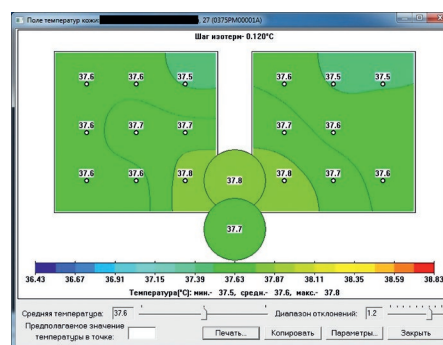 Поле температур кожи: , 27 (0375PM00001A)
Шаг изотерм- 0.120°C
37.6 37.6 37.5 37.6 37.5 37.5
37.6 37.7 37.7 37.7 37.6
37.6 37.6 37.8 37.8 37.8 37.7 37.6
37.7
36.43 36.67 36.91 37.15 37.39 37.63 37.87 38.11 38.35 38.59 38.83
Температура(°C): мин.- 37.5, средн.- 37.6, макс.- 37.8
Средняя температура: 37.6 Диапазон отклонений: 1.2
Предполагаемое значение
температуры в точке:
Печать... Копировать Параметры... Закрыть